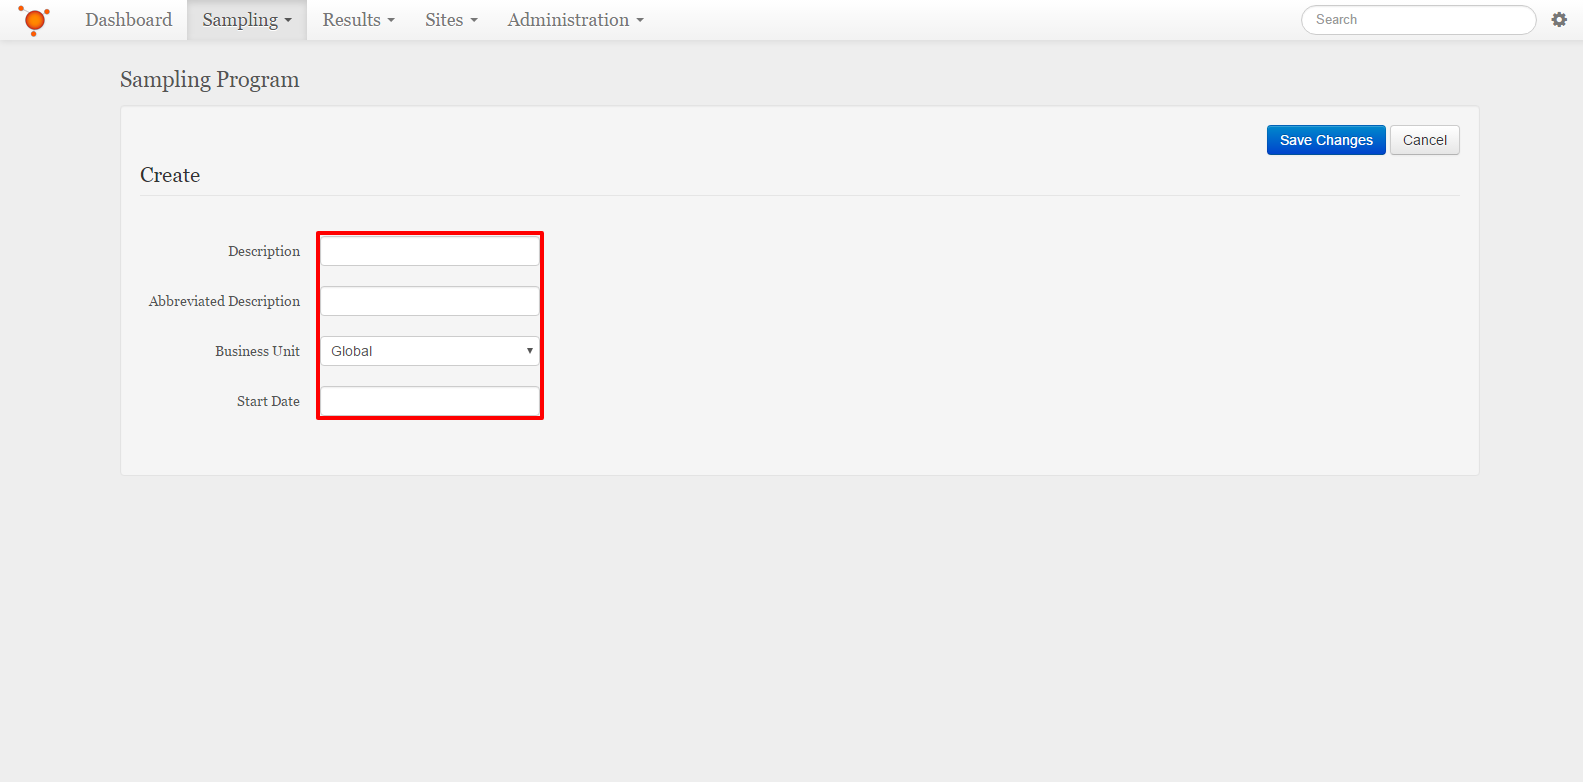 Dashboard Sampling Results Sites Administration Search
Sampling Program
Save Changes Cancel
Create
Description
Abbreviated Description
Business Unit Global
Start Date